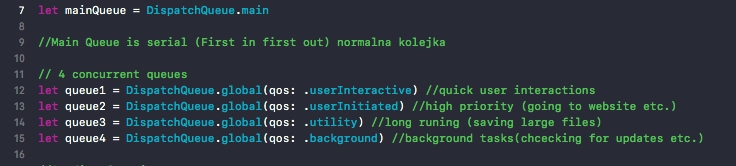 7 let mainQueue = DispatchQueue.main
8
9 //Main Queue is serial (First in first out) normalna kolejka
10
11 // 4 concurrent queues
12 let queue1 = DispatchQueue.global(qos: .userInteractive) //quick user interactions
13 let queue2 = DispatchQueue.global(qos: .userInitiated) //high priority (going to website etc.)
14 let queue3 = DispatchQueue.global(qos: .utility) //long runing (saving large files)
15 let queue4 = DispatchQueue.global(qos: .background) //background tasks(chcecking for updates etc.)
16